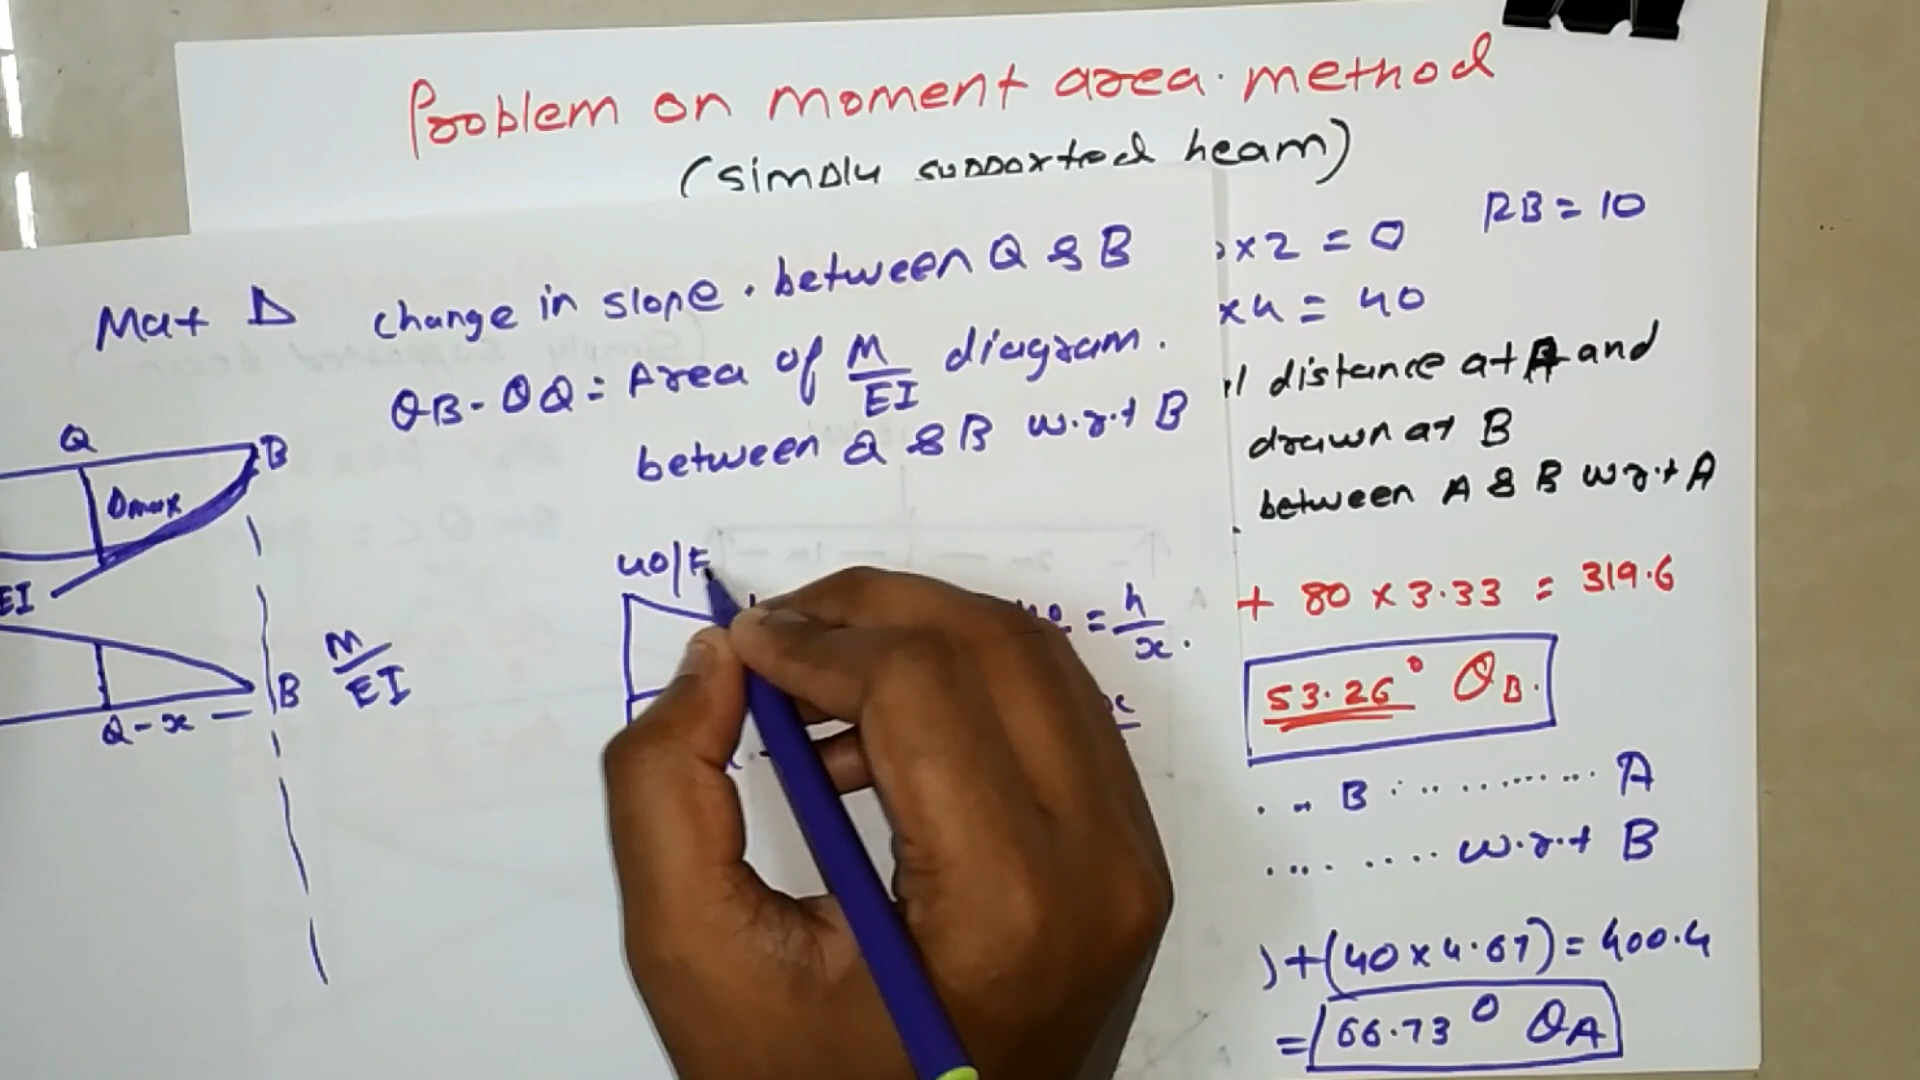 Problem on moment area method
(simply supported beam)
RB = 10
x2 = 0
x4 = 40
Max Δ change in slope between Q & B
θB - θQ = Area of M/EI diagram.
between Q & B w.r.t B
distance at A and
drawn at B
between A & B w.r.t A
Q B
Dmax
EI
B
Q-x
M/EI
40/E
= h/x.
+ 80 x 3.33 = 319.6
53.26° θB.
B A
w.r.t B
) + (40 x 4.67) = 400.4
= 66.73° θA